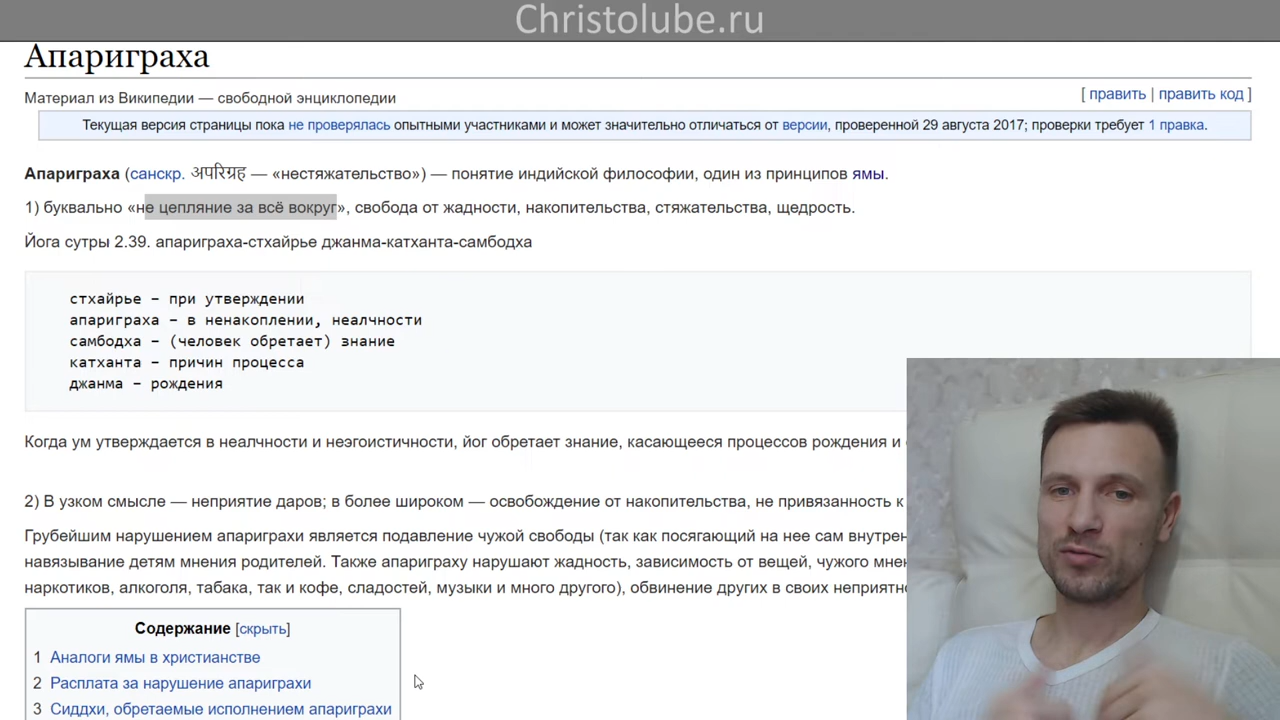 Christolube.ru
Апариграха
Материал из Википедии — свободной энциклопедии
[ править | править код ]
Текущая версия страницы пока не проверялась опытными участниками и может значительно отличаться от версии, проверенной 29 августа 2017; проверки требует 1 правка.
Апариграха (санскр. अपरिग्रह — «нестяжательство») — понятие индийской философии, один из принципов ямы.
1) буквально «не цепляние за всё вокруг», свобода от жадности, накопительства, стяжательства, щедрость.
Йога сутры 2.39. апариграха-стхайрье джанма-катханта-самбодха
стхайрье – при утверждении
апариграха – в ненакоплении, неалчности
самбодха – (человек обретает) знание
катханта – причин процесса
джанма – рождения
Когда ум утверждается в неалчности и неэгоистичности, йог обретает знание, касающееся процессов рождения и
2) В узком смысле — неприятие даров; в более широком — освобождение от накопительства, не привязанность к
Грубейшим нарушением апариграхи является подавление чужой свободы (так как посягающий на нее сам внутрен
навязывание детям мнения родителей. Также апариграху нарушают жадность, зависимость от вещей, чужого мне
наркотиков, алкоголя, табака, так и кофе, сладостей, музыки и много другого), обвинение других в своих неприятно
Содержание [скрыть]
1 Аналоги ямы в христианстве
2 Расплата за нарушение апариграхи
3 Сиддхи, обретаемые исполнением апариграхи